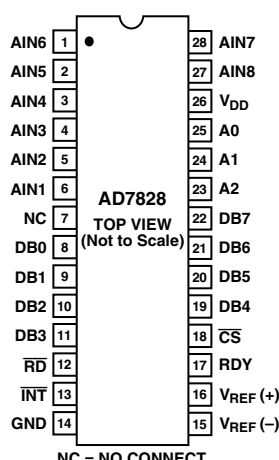 AIN6 1 28 AIN7
AIN5 2 27 AIN8
AIN4 3 26 VDD
AIN3 4 25 A0
AIN2 5 24 A1
AIN1 6 23 A2
AD7828
TOP VIEW
(Not to Scale)
NC 7 22 DB7
DB0 8 21 DB6
DB1 9 20 DB5
DB2 10 19 DB4
DB3 11 18 C̅S̅
R̅D̅ 12 17 RDY
I̅N̅T̅ 13 16 VREF (+)
GND 14 15 VREF (–)
NC = NO CONNECT